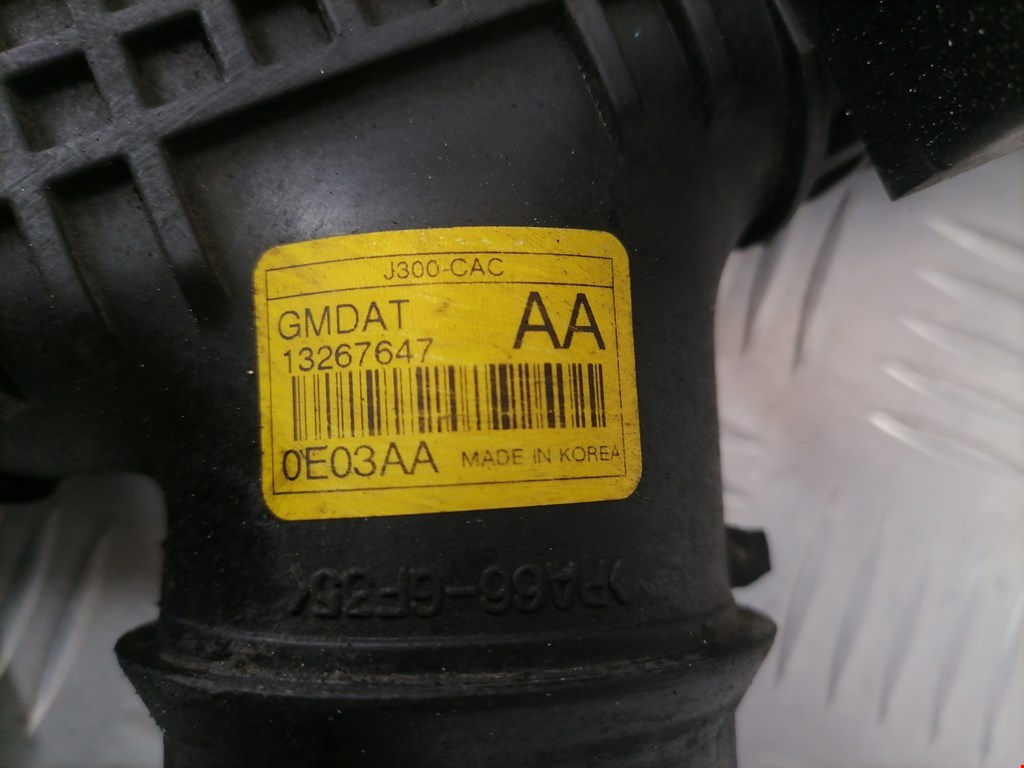 J300-CAC
GMDAT AA
13267647
0E03AA MADE IN KOREA
>PA66-GF35<